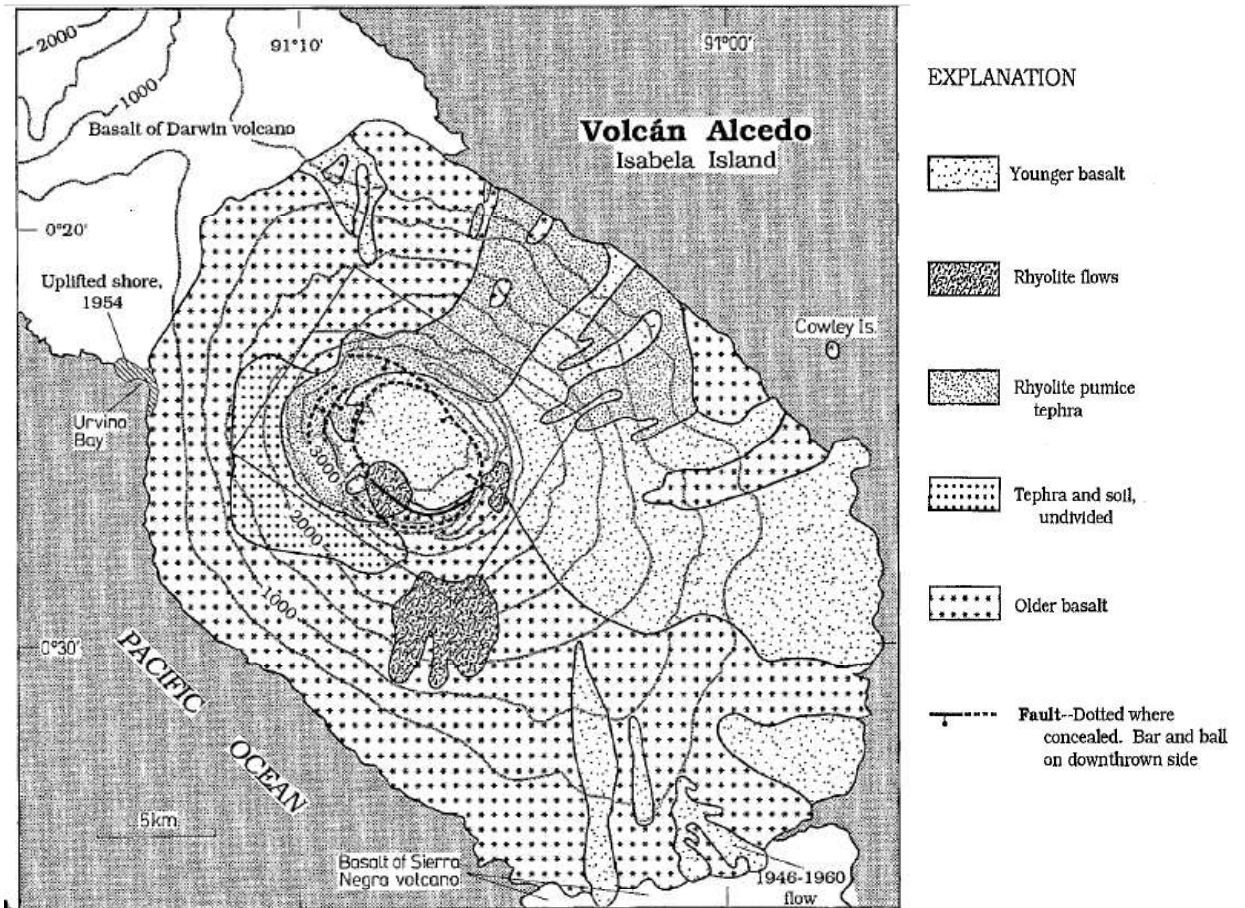 2000
1000
91°10'
91°00'
Basalt of Darwin volcano
Volcán Alcedo
Isabela Island
0°20'
Uplifted shore,
1954
Urvina
Bay
Cowley Is.
3000
2000
1000
0°30'
PACIFIC
OCEAN
5km
Basalt of Sierra
Negra volcano
1946-1960
flow
EXPLANATION
Younger basalt
Rhyolite flows
Rhyolite pumice
tephra
Tephra and soil,
undivided
Older basalt
Fault--Dotted where
concealed. Bar and ball
on downthrown side